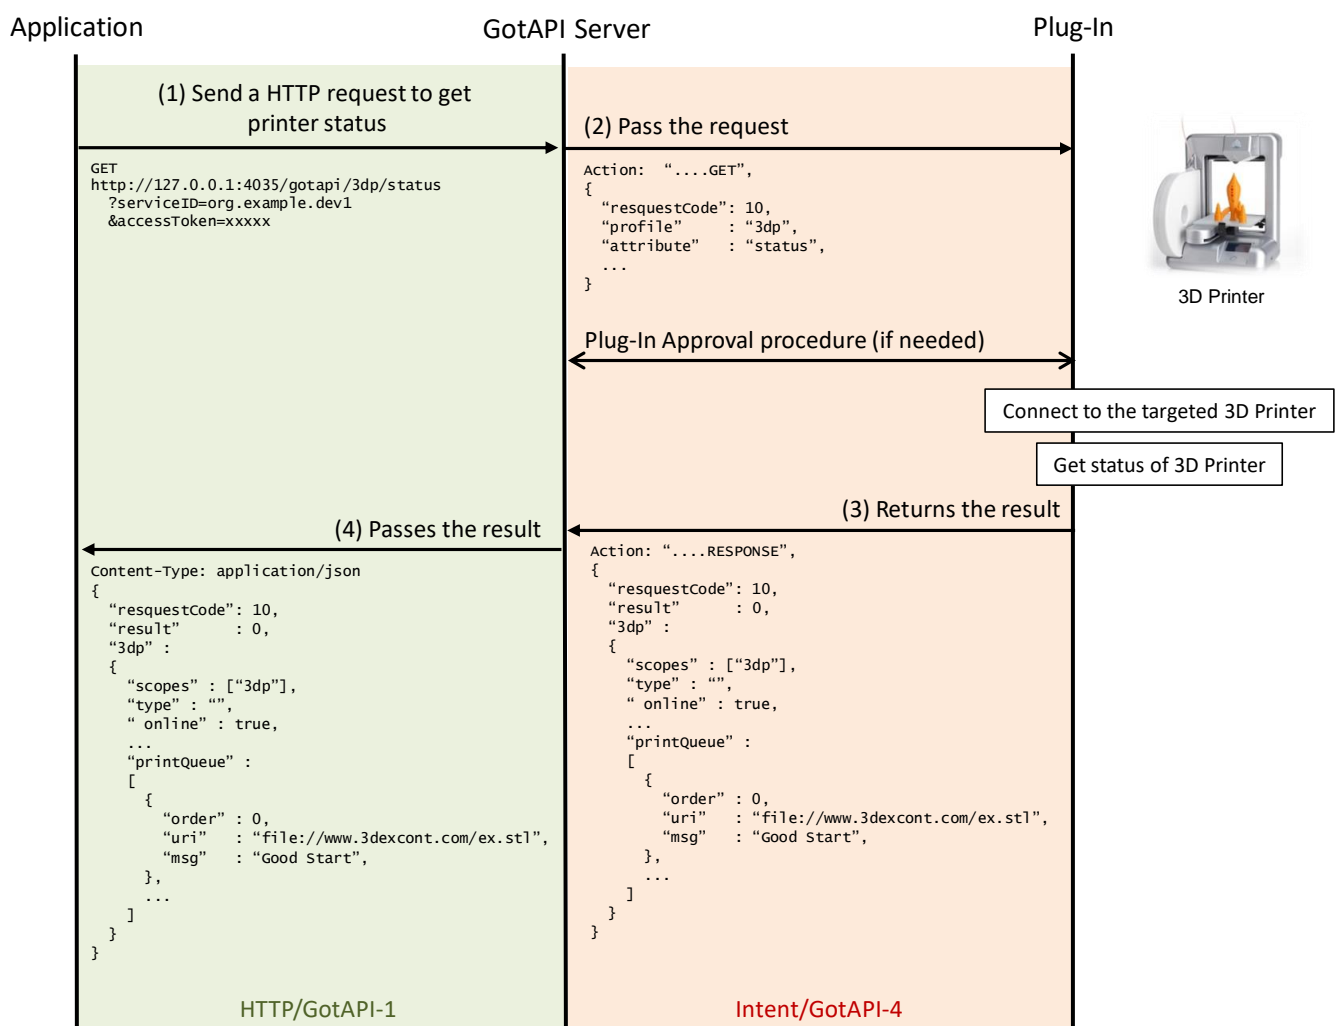 Application
GotAPI Server
Plug-In
(1) Send a HTTP request to get
printer status
GET
http://127.0.0.1:4035/gotapi/3dp/status
?serviceID=org.example.dev1
&accessToken=xxxxx
(2) Pass the request
Action:  “....GET”,
{
“resquestCode”: 10,
“profile”    : “3dp”,
“attribute”  : “status”,
...
}
3D Printer
Plug-In Approval procedure (if needed)
Connect to the targeted 3D Printer
Get status of 3D Printer
(3) Returns the result
Action: “....RESPONSE”,
{
“resquestCode”: 10,
“result”     : 0,
“3dp” :
{
“scopes” : [“3dp”],
“type” : “”,
“ online” : true,
...
“printQueue” :
[
{
“order” : 0,
“uri”   : “file://www.3dexcont.com/ex.stl”,
“msg”   : “Good Start”,
},
...
]
}
}
(4) Passes the result
Content-Type: application/json
{
“resquestCode”: 10,
“result”     : 0,
“3dp” :
{
“scopes” : [“3dp”],
“type” : “”,
“ online” : true,
...
“printQueue” :
[
{
“order” : 0,
“uri”   : “file://www.3dexcont.com/ex.stl”,
“msg”   : “Good Start”,
},
...
]
}
}
HTTP/GotAPI-1
Intent/GotAPI-4